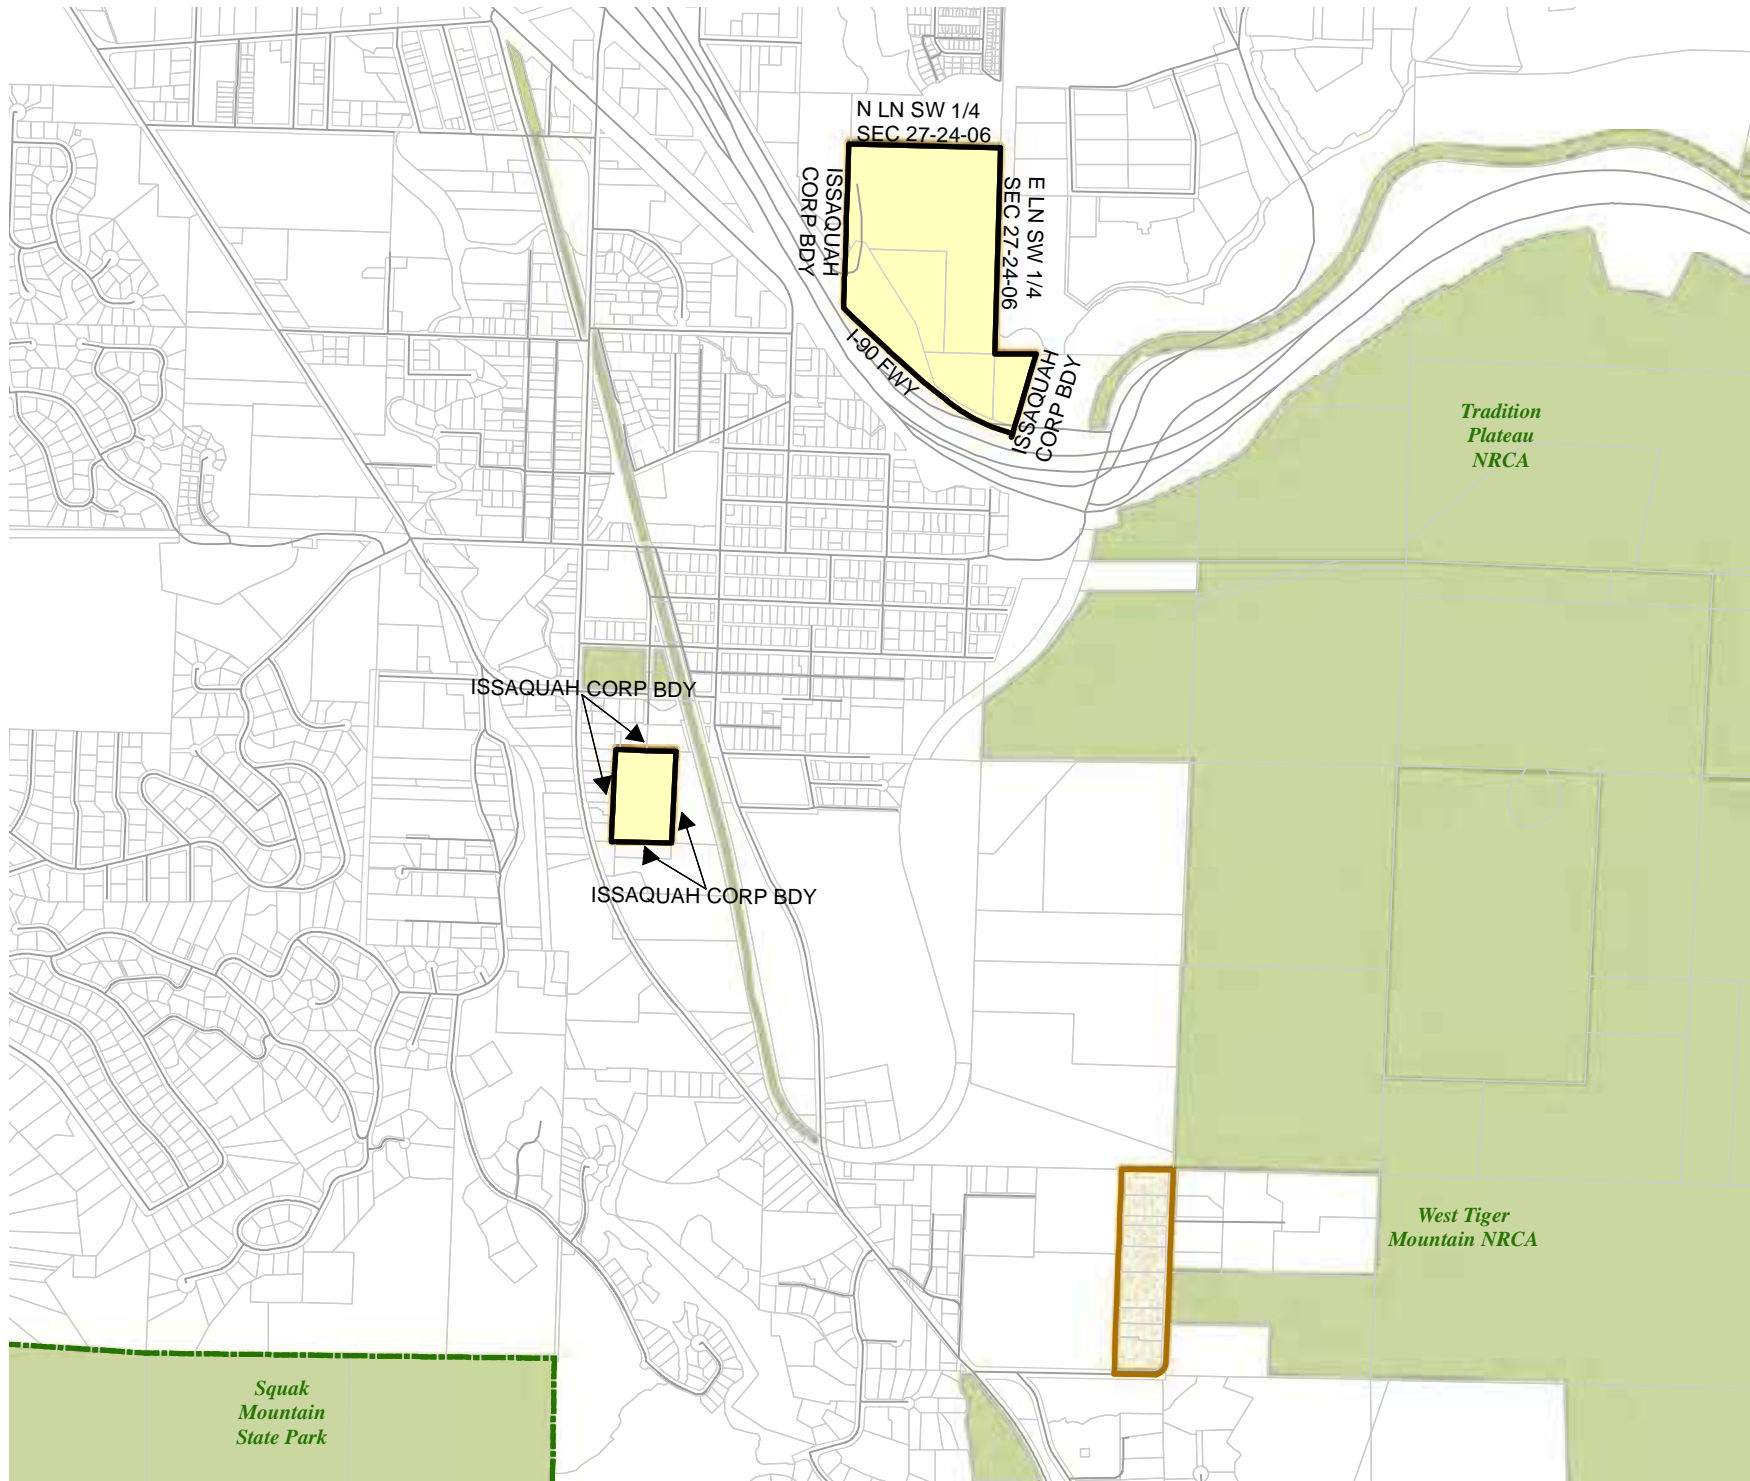 N LN SW 1/4
SEC 27-24-06
ISSAQUAH
CORP BDY
E LN SW 1/4
SEC 27-24-06
I-90 FWY
ISSAQUAH
CORP BDY
Tradition
Plateau
NRCA
ISSAQUAH CORP BDY
ISSAQUAH CORP BDY
West Tiger
Mountain NRCA
Squak
Mountain
State Park